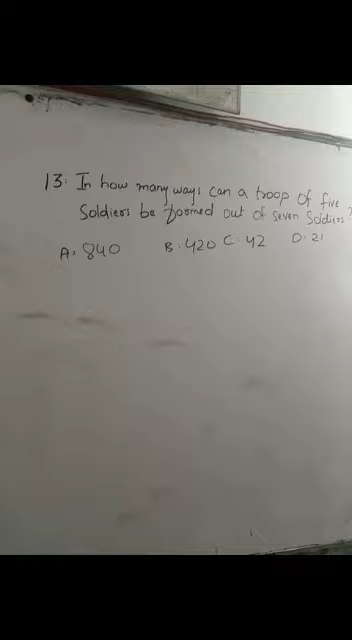 13. In how many ways can a troop of five
Soldiers be formed out of seven Soldiers?
A. 840 B. 420 C. 42 D. 21